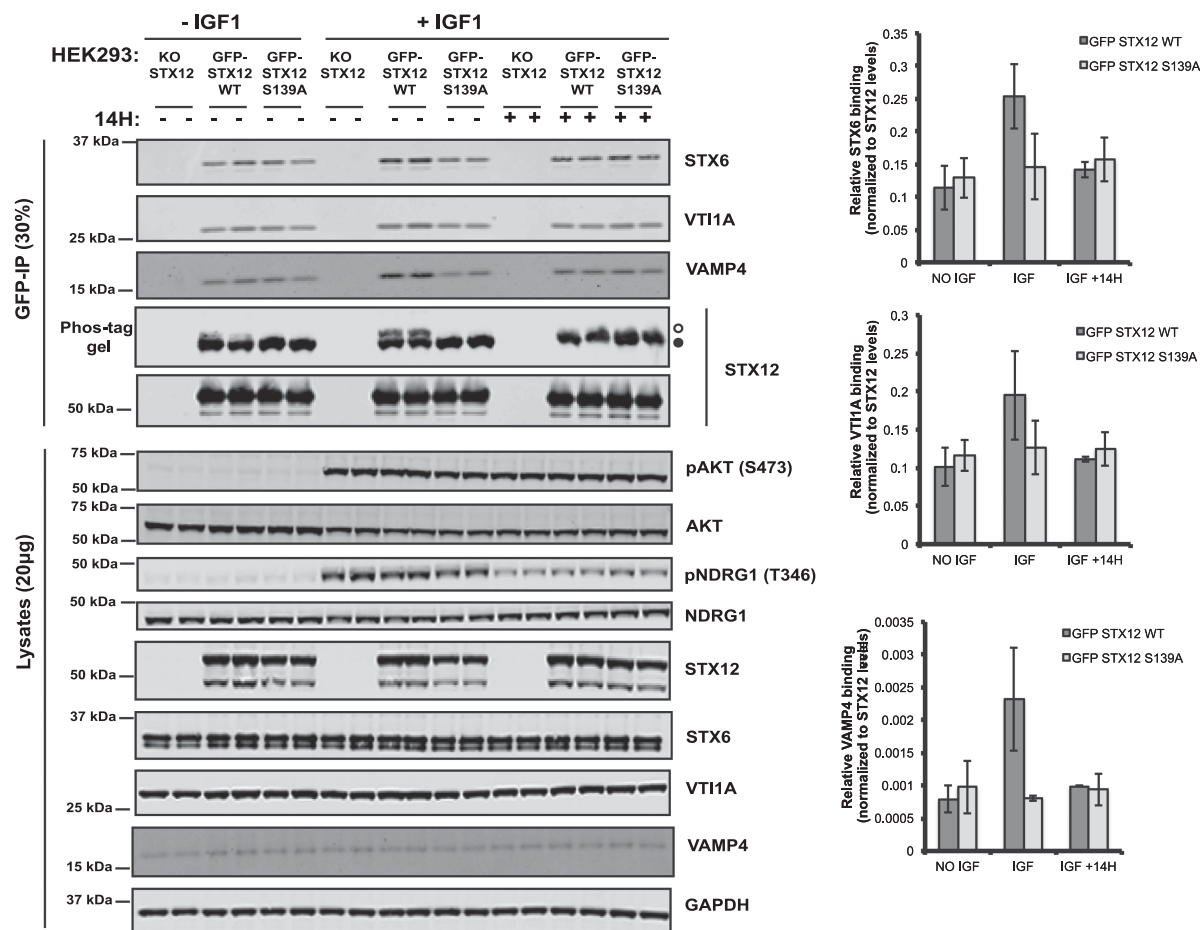 - IGF1
+ IGF1
HEK293:
KO STX12
GFP-STX12 WT
GFP-STX12 S139A
KO STX12
GFP-STX12 WT
GFP-STX12 S139A
KO STX12
GFP-STX12 WT
GFP-STX12 S139A
14H: - - - - - - - - - - - - + + + + + +
GFP-IP (30%)
37 kDa
STX6
VTI1A
25 kDa
VAMP4
15 kDa
Phos-tag gel
STX12
50 kDa
Lysates (20µg)
75 kDa
pAKT (S473)
50 kDa
75 kDa
AKT
50 kDa
50 kDa
pNDRG1 (T346)
50 kDa
NDRG1
STX12
50 kDa
37 kDa
STX6
VTI1A
25 kDa
VAMP4
15 kDa
37 kDa
GAPDH
Relative STX6 binding
(normalized to STX12 levels)
0.35
0.3
0.25
0.2
0.15
0.1
0.05
0
GFP STX12 WT
GFP STX12 S139A
NO IGF
IGF
IGF +14H
Relative VTI1A binding
(normalized to STX12 levels)
0.3
0.25
0.2
0.15
0.1
0.05
0
GFP STX12 WT
GFP STX12 S139A
NO IGF
IGF
IGF +14H
Relative VAMP4 binding
(normalized to STX12 levels)
0.0035
0.003
0.0025
0.002
0.0015
0.001
0.0005
0
GFP STX12 WT
GFP STX12 S139A
NO IGF
IGF
IGF +14H